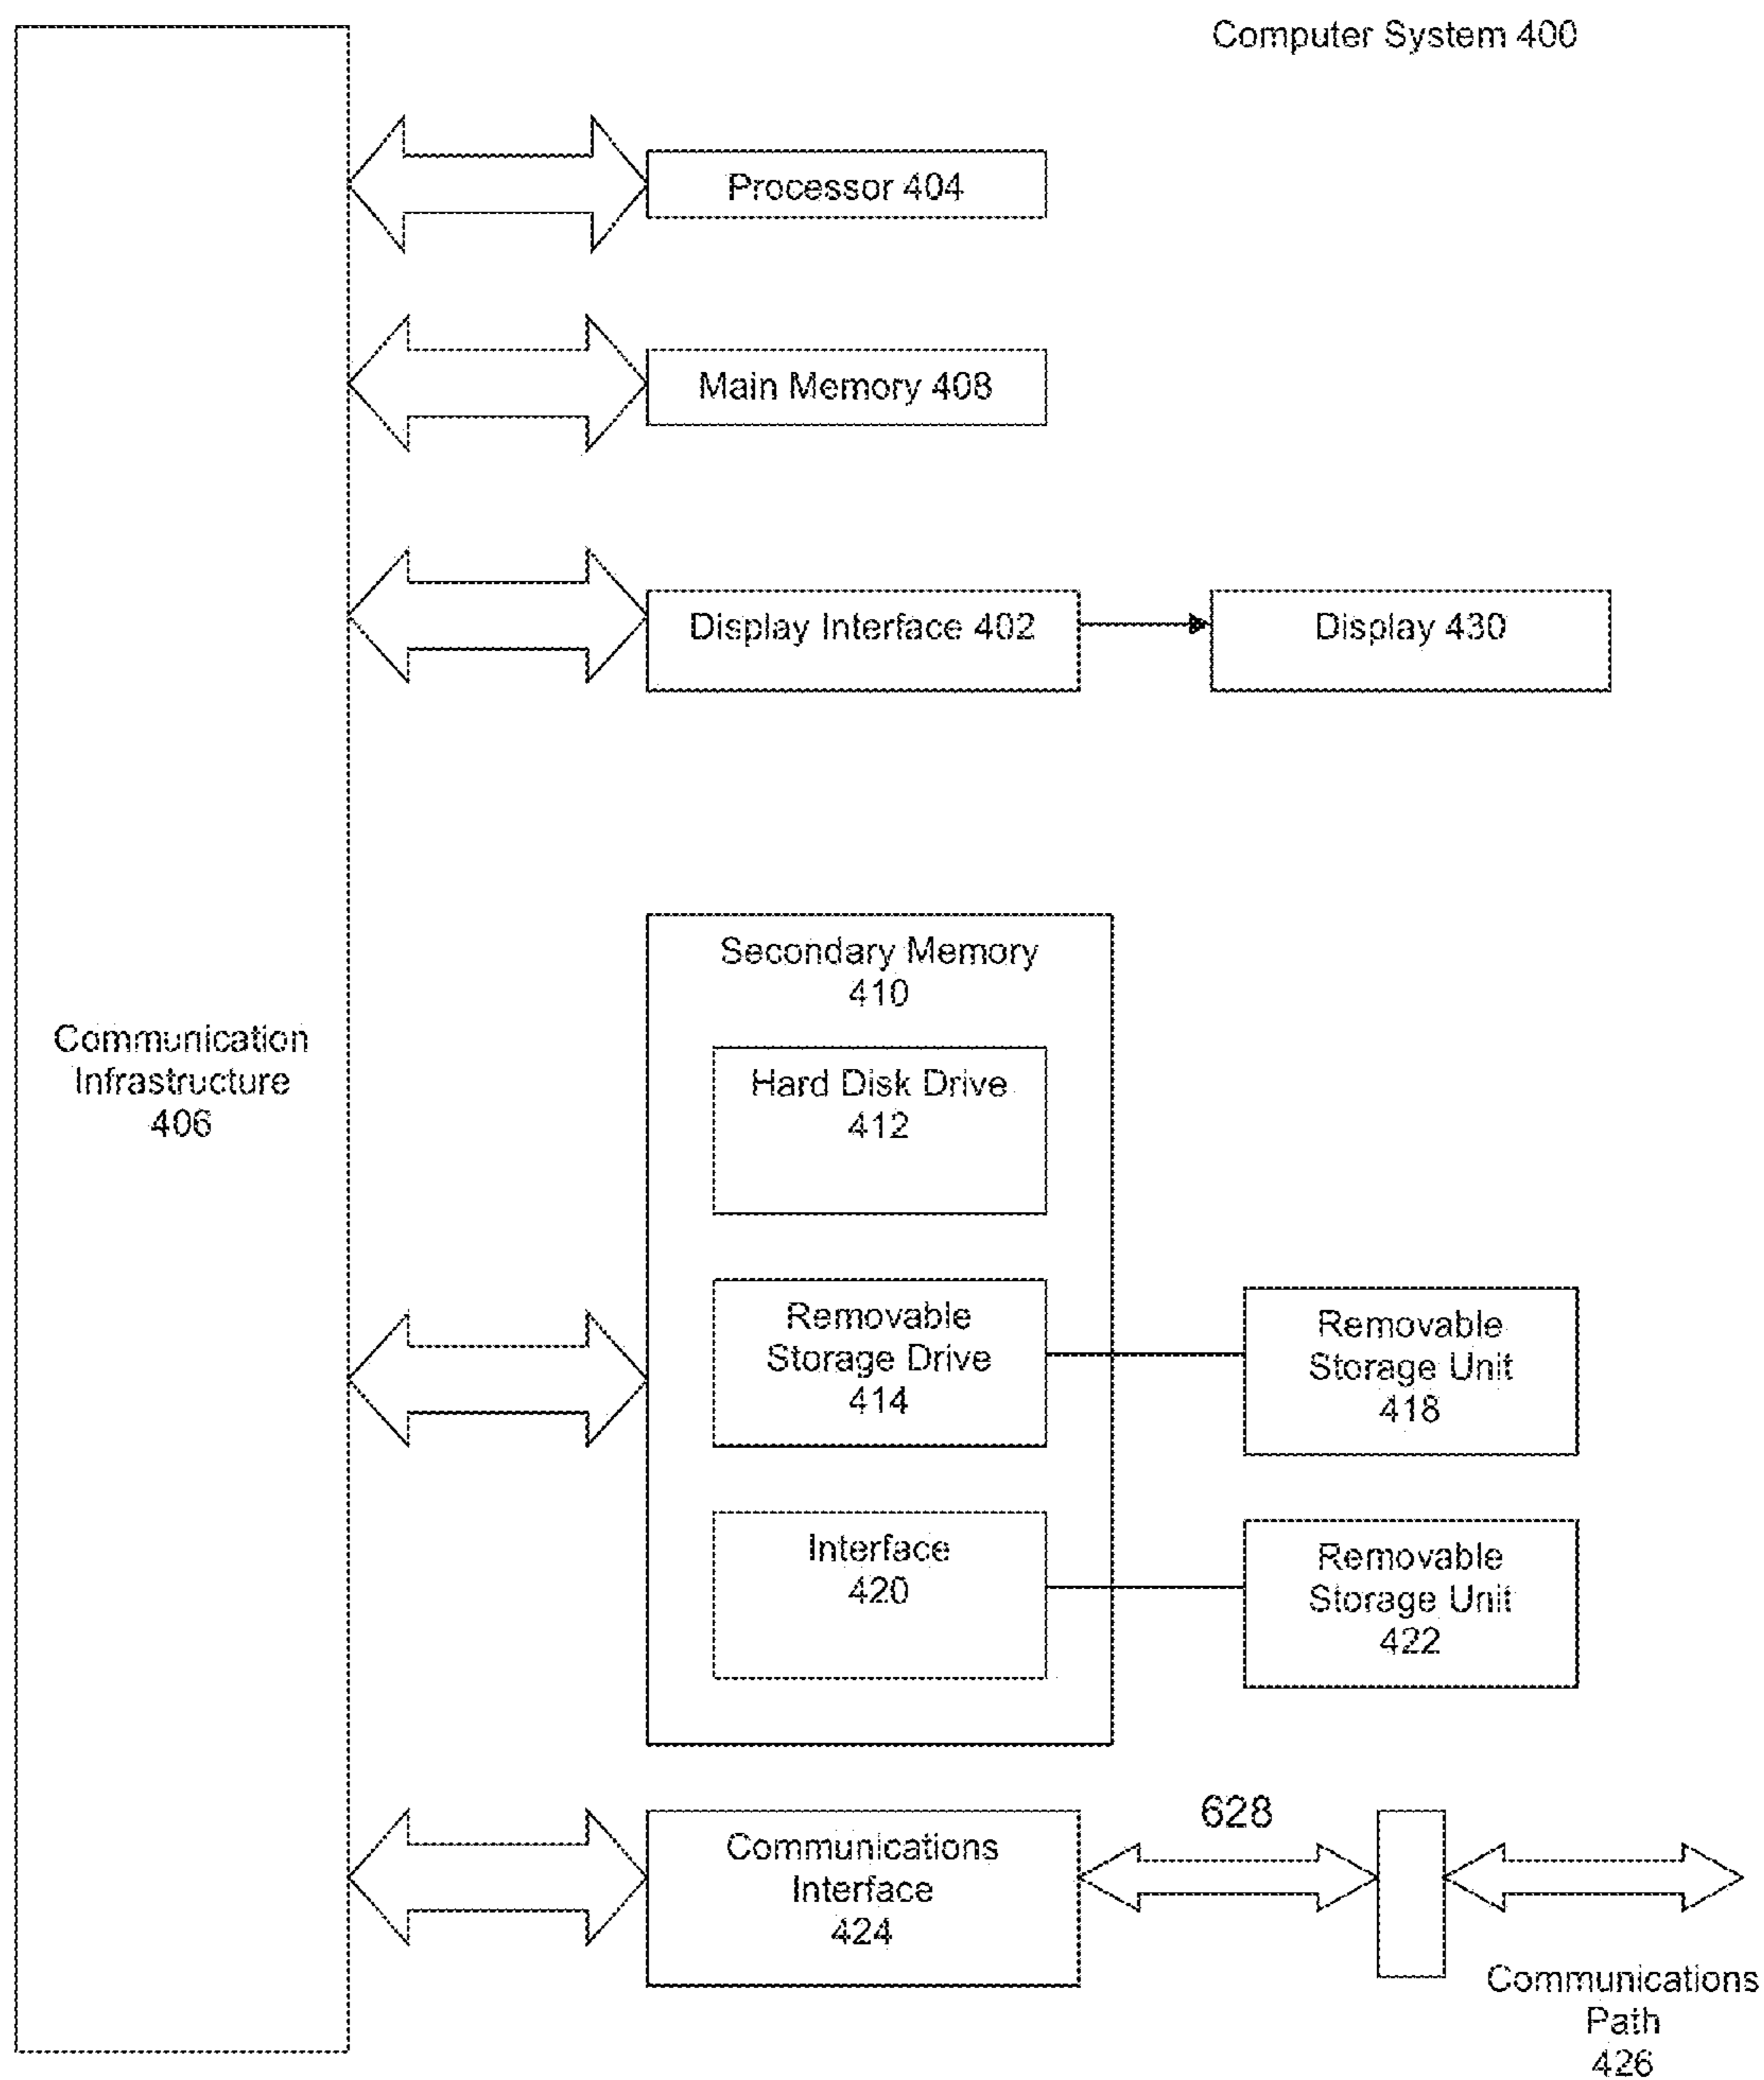 Computer System 400
Processor 404
Main Memory 408
Display Interface 402
Display 430
Secondary Memory
410
Hard Disk Drive
412
Communication
Infrastructure
406
Removable
Storage Drive
414
Removable
Storage Unit
418
Interface
420
Removable
Storage Unit
422
628
Communications
Interface
424
Communications
Path
426